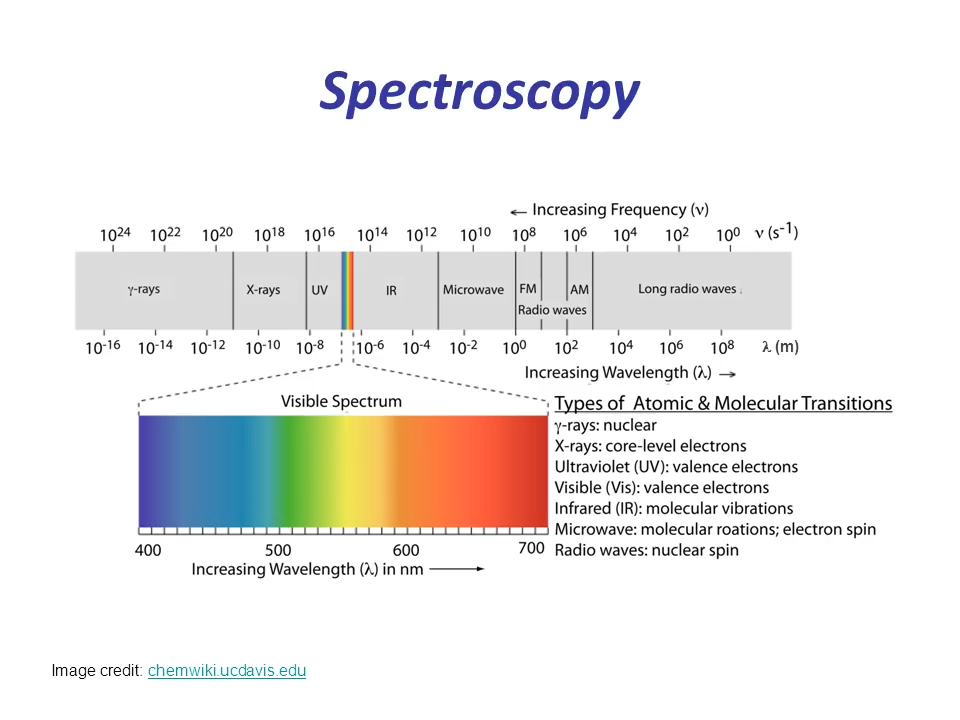 Spectroscopy
← Increasing Frequency (ν)
10²⁴ 10²² 10²⁰ 10¹⁸ 10¹⁶ 10¹⁴ 10¹² 10¹⁰ 10⁸ 10⁶ 10⁴ 10² 10⁰ ν (s⁻¹)
γ-rays X-rays UV IR Microwave FM AM Long radio waves
Radio waves
10⁻¹⁶ 10⁻¹⁴ 10⁻¹² 10⁻¹⁰ 10⁻⁸ 10⁻⁶ 10⁻⁴ 10⁻² 10⁰ 10² 10⁴ 10⁶ 10⁸ λ (m)
Increasing Wavelength (λ) →
Visible Spectrum
400 500 600 700
Increasing Wavelength (λ) in nm →
Types of Atomic & Molecular Transitions
γ-rays: nuclear
X-rays: core-level electrons
Ultraviolet (UV): valence electrons
Visible (Vis): valence electrons
Infrared (IR): molecular vibrations
Microwave: molecular roations; electron spin
Radio waves: nuclear spin
Image credit: chemwiki.ucdavis.edu